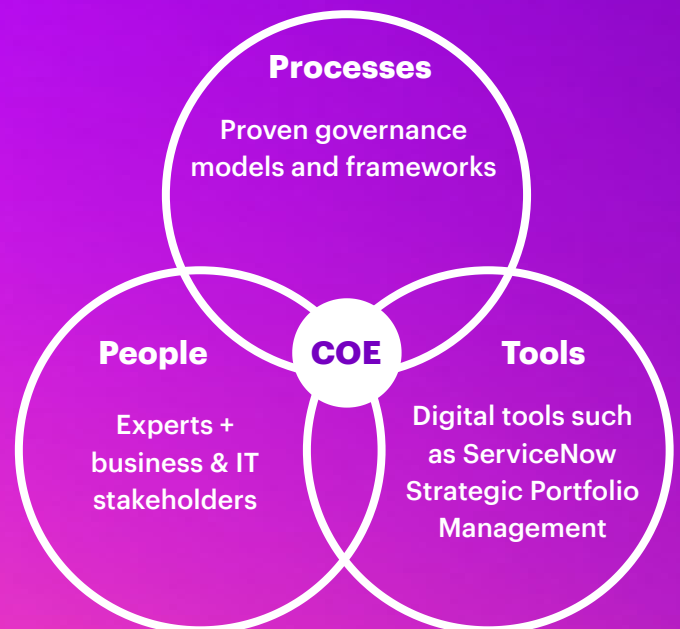 Processes
Proven governance
models and frameworks
People
COE
Tools
Experts +
business & IT
stakeholders
Digital tools such
as ServiceNow
Strategic Portfolio
Management